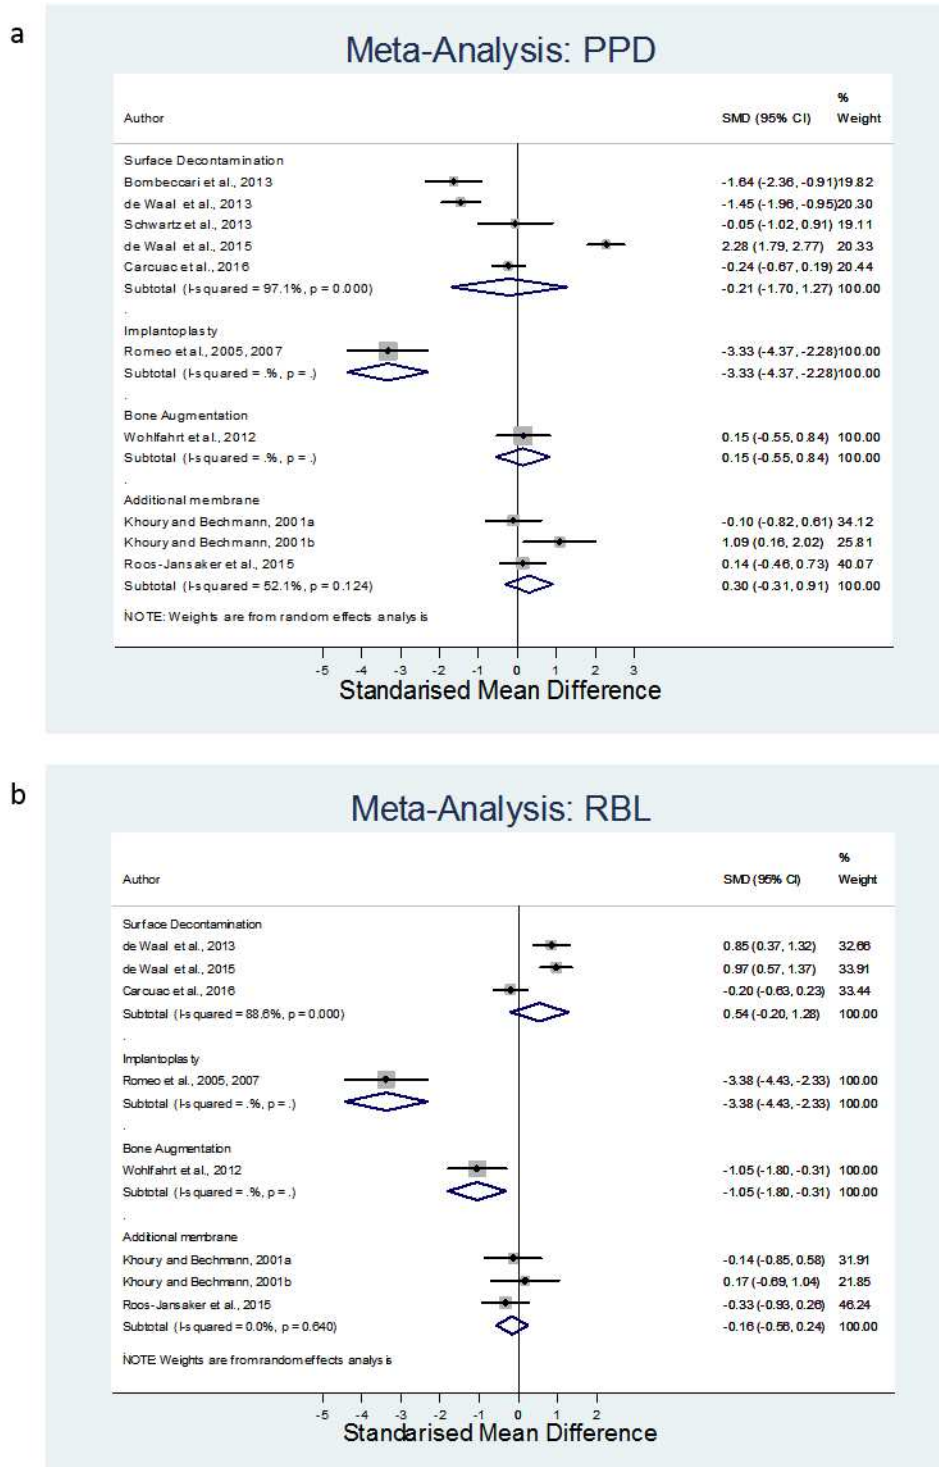 a
Meta-Analysis: PPD
%
Author SMD (95% CI) Weight
Surface Decontamination
Bombeccari et al., 2013 -1.64 (-2.36, -0.91) 19.82
de Waal et al., 2013 -1.45 (-1.96, -0.95) 20.30
Schwartz et al., 2013 -0.05 (-1.02, 0.91) 19.11
de Waal et al., 2015 2.28 (1.79, 2.77) 20.33
Carcuac et al., 2016 -0.24 (-0.67, 0.19) 20.44
Subtotal (I-squared = 97.1%, p = 0.000) -0.21 (-1.70, 1.27) 100.00
.
Implantoplasty
Romeo et al., 2005, 2007 -3.33 (-4.37, -2.28) 100.00
Subtotal (I-squared = .%, p = .) -3.33 (-4.37, -2.28) 100.00
.
Bone Augmentation
Wohlfahrt et al., 2012 0.15 (-0.55, 0.84) 100.00
Subtotal (I-squared = .%, p = .) 0.15 (-0.55, 0.84) 100.00
.
Additional membrane
Khoury and Bechmann, 2001a -0.10 (-0.82, 0.61) 34.12
Khoury and Bechmann, 2001b 1.09 (0.16, 2.02) 25.81
Roos-Jansaker et al., 2015 0.14 (-0.46, 0.73) 40.07
Subtotal (I-squared = 52.1%, p = 0.124) 0.30 (-0.31, 0.91) 100.00
.
NOTE: Weights are from random effects analysis
-5 -4 -3 -2 -1 0 1 2 3
Standarised Mean Difference
b
Meta-Analysis: RBL
%
Author SMD (95% CI) Weight
Surface Decontamination
de Waal et al., 2013 0.85 (0.37, 1.32) 32.66
de Waal et al., 2015 0.97 (0.57, 1.37) 33.91
Carcuac et al., 2016 -0.20 (-0.63, 0.23) 33.44
Subtotal (I-squared = 88.6%, p = 0.000) 0.54 (-0.20, 1.28) 100.00
.
Implantoplasty
Romeo et al., 2005, 2007 -3.38 (-4.43, -2.33) 100.00
Subtotal (I-squared = .%, p = .) -3.38 (-4.43, -2.33) 100.00
.
Bone Augmentation
Wohlfahrt et al., 2012 -1.05 (-1.80, -0.31) 100.00
Subtotal (I-squared = .%, p = .) -1.05 (-1.80, -0.31) 100.00
.
Additional membrane
Khoury and Bechmann, 2001a -0.14 (-0.85, 0.58) 31.91
Khoury and Bechmann, 2001b 0.17 (-0.69, 1.04) 21.85
Roos-Jansaker et al., 2015 -0.33 (-0.93, 0.26) 46.24
Subtotal (I-squared = 0.0%, p = 0.640) -0.16 (-0.56, 0.24) 100.00
.
NOTE: Weights are from random effects analysis
-5 -4 -3 -2 -1 0 1 2
Standarised Mean Difference